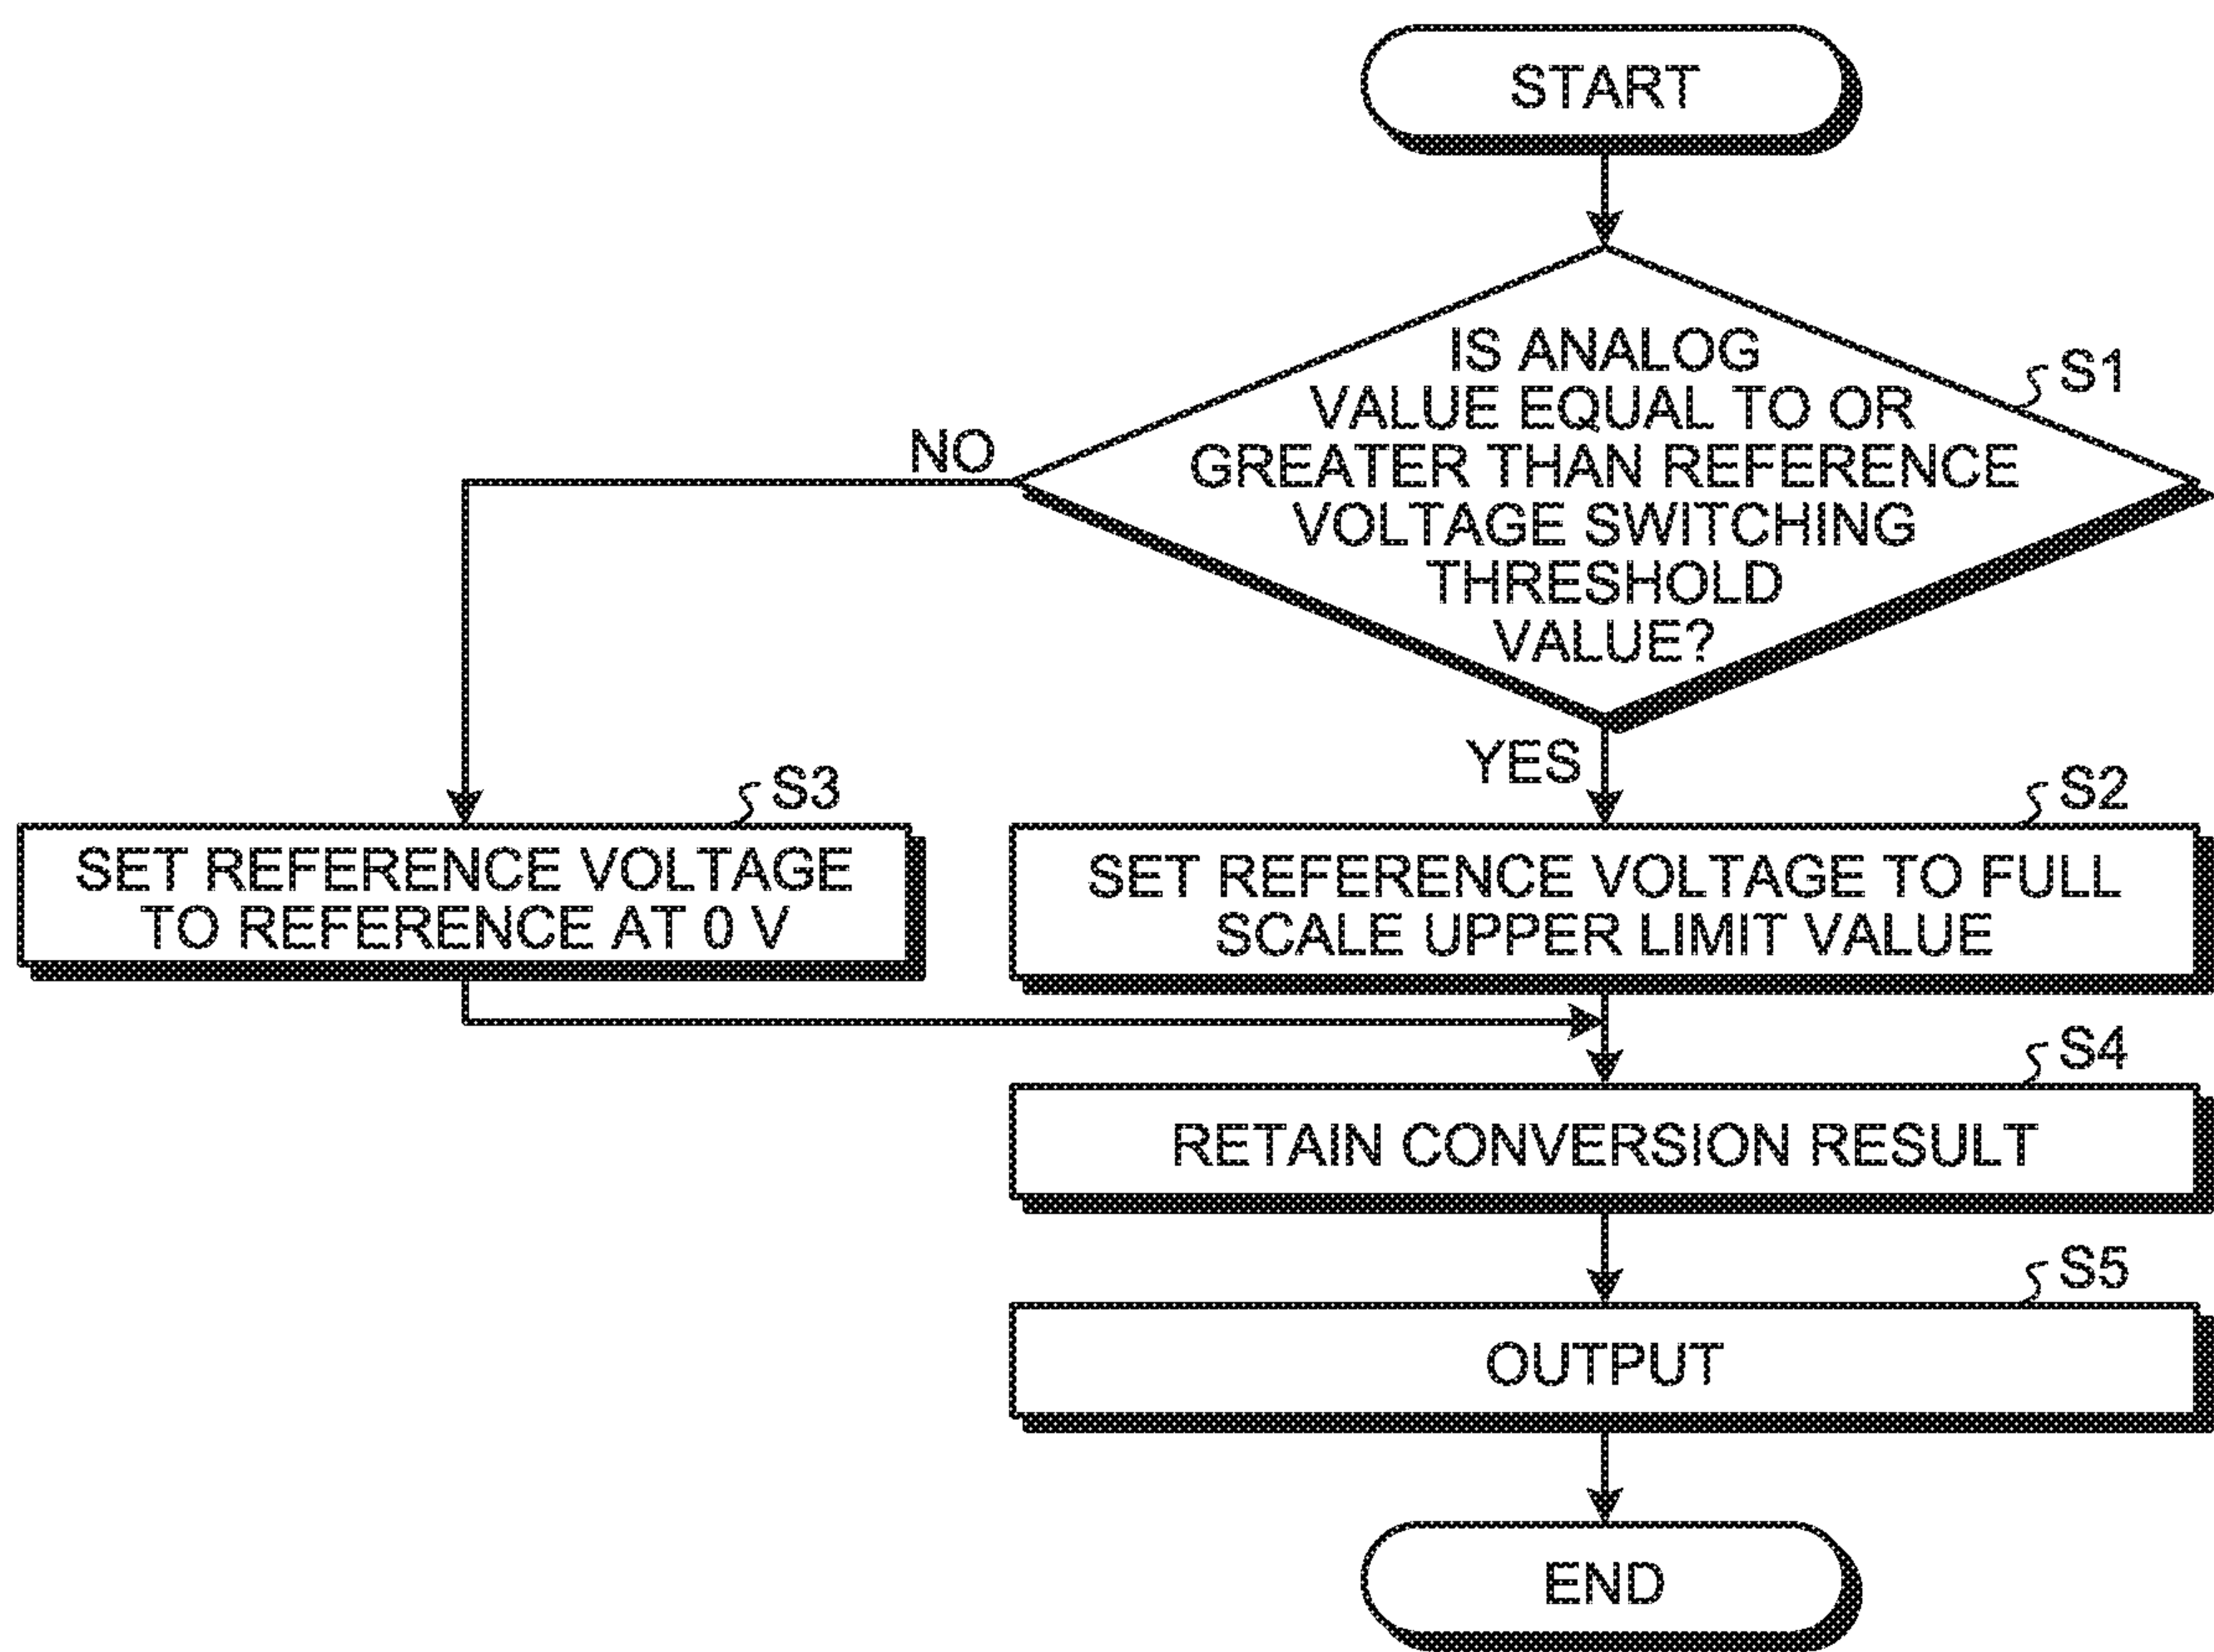 START
IS ANALOG
VALUE EQUAL TO OR
GREATER THAN REFERENCE
VOLTAGE SWITCHING
THRESHOLD
VALUE?
S1
NO
YES
S3
SET REFERENCE VOLTAGE
TO REFERENCE AT 0 V
S2
SET REFERENCE VOLTAGE TO FULL
SCALE UPPER LIMIT VALUE
S4
RETAIN CONVERSION RESULT
S5
OUTPUT
END